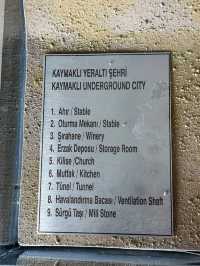 KAYMAKLI YERALTI ŞEHRİ
KAYMAKLI UNDERGROUND CITY
1. Ahır / Stable
2. Oturma Mekanı / Stable
3. Şırahane / Winery
4. Erzak Deposu / Storage Room
5. Kilise /Church
6. Mutfak / Kitchen
7. Tünel / Tunnel
8. Havalandırma Bacası / Ventilation Shaft
9. Sürgü Taşı / Mill Stone